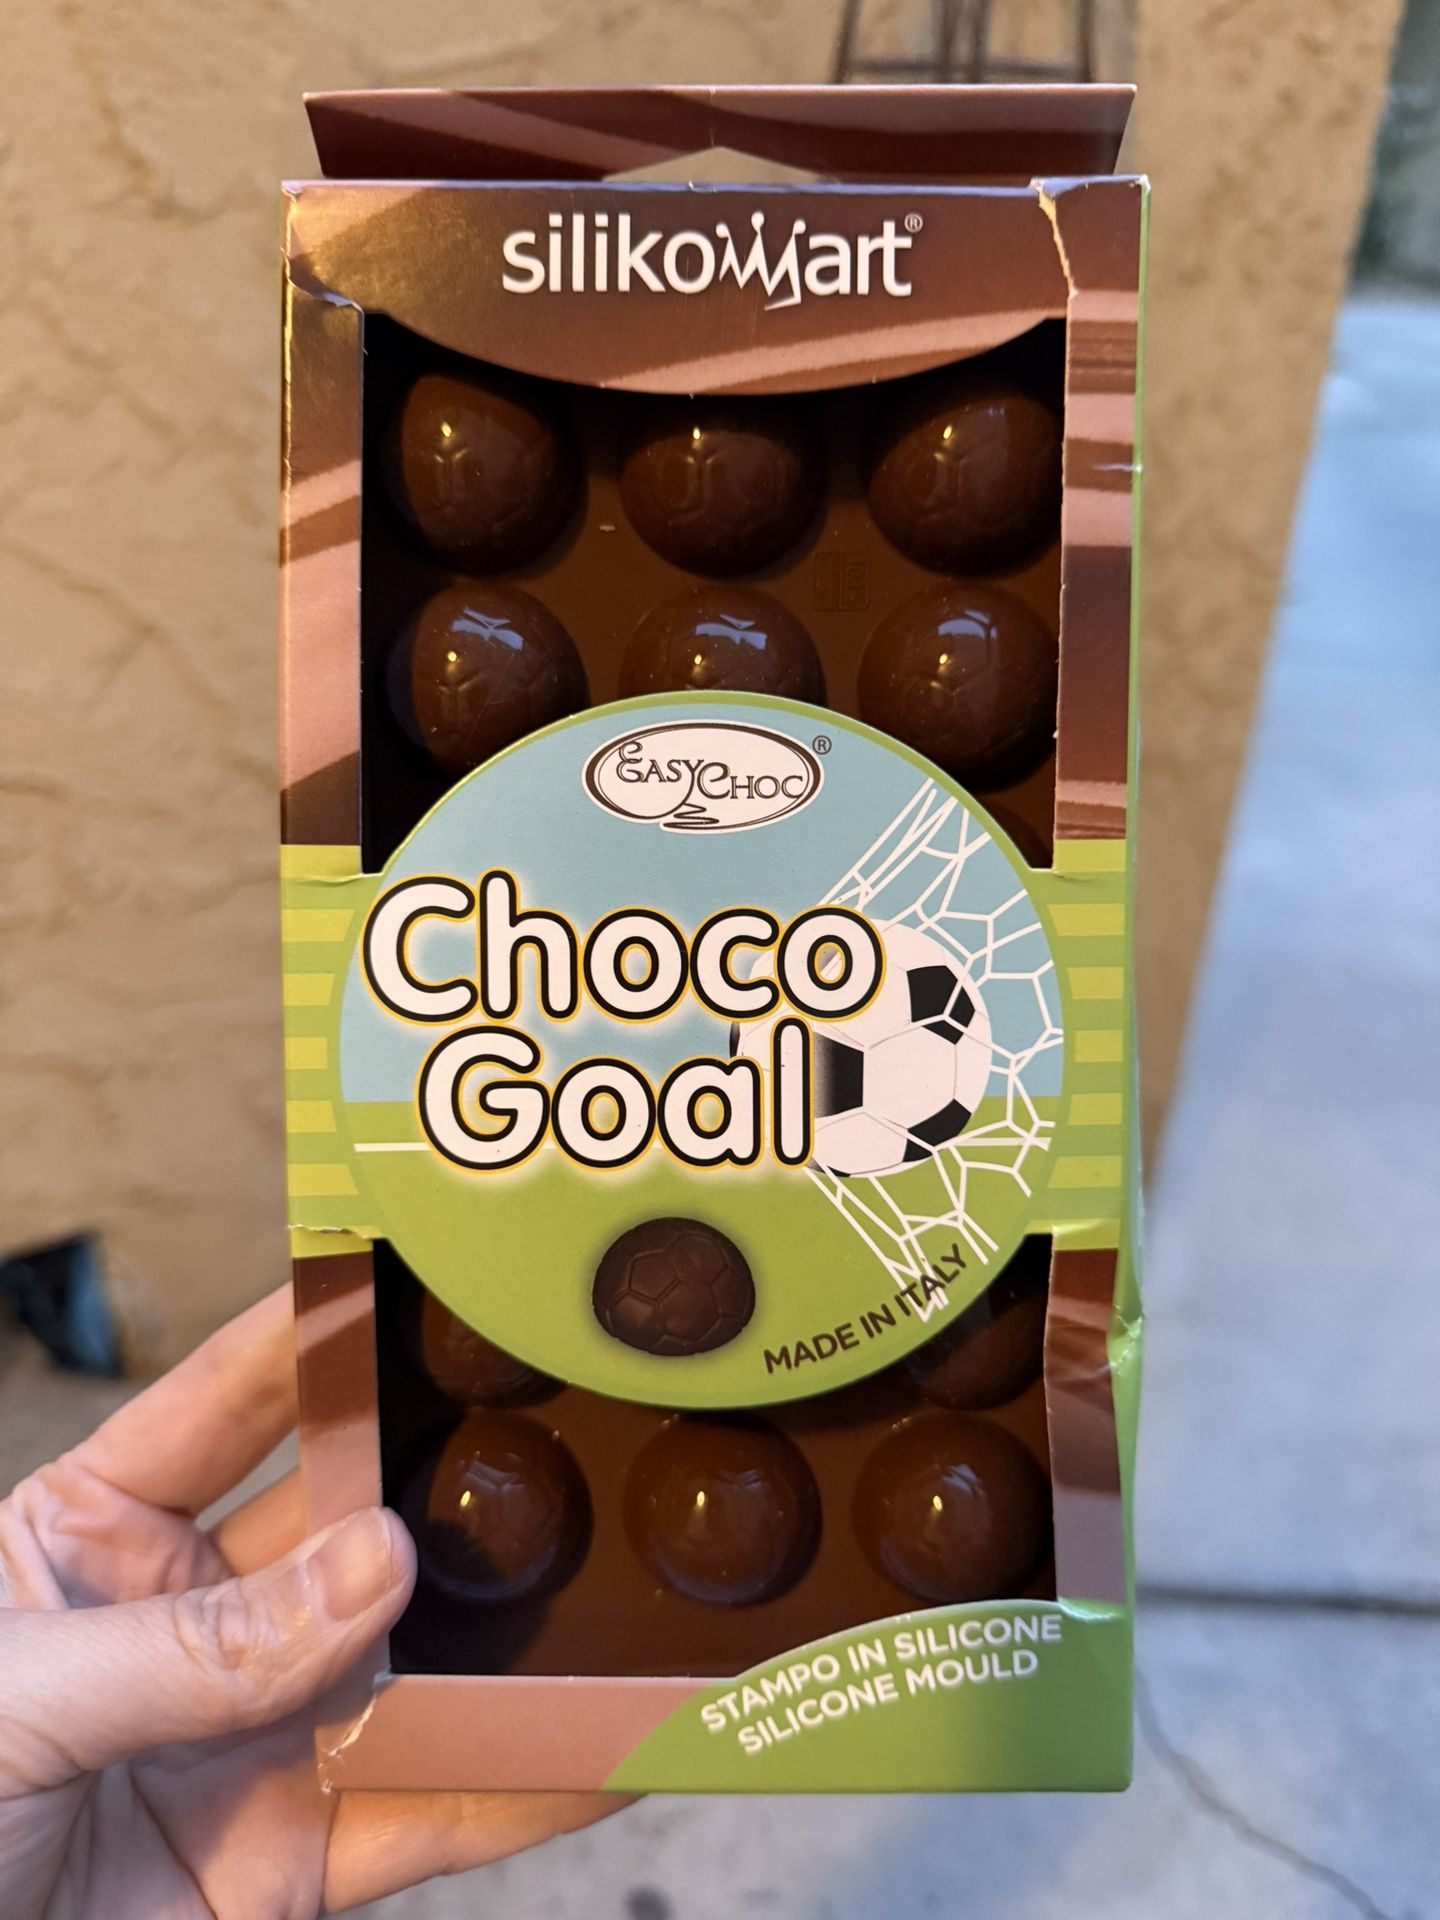 silikomart®
EASYCHOC®
Choco
Goal
MADE IN ITALY
STAMPO IN SILICONE
SILICONE MOULD